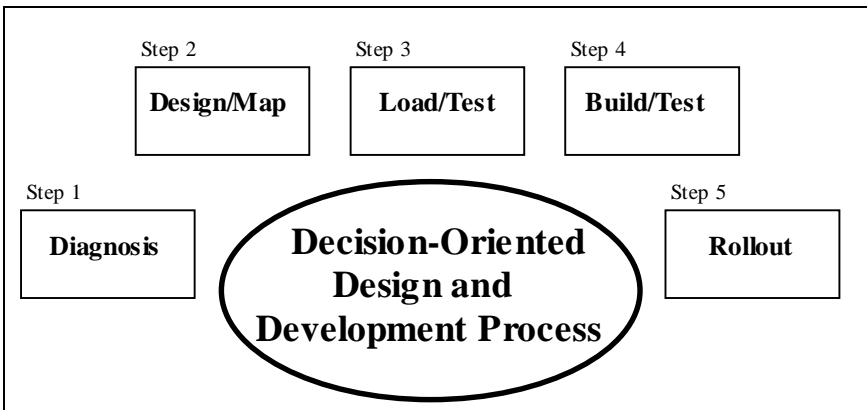 Step 2
Design/Map
Step 3
Load/Test
Step 4
Build/Test
Step 1
Diagnosis
Decision-Oriented
Design and
Development Process
Step 5
Rollout